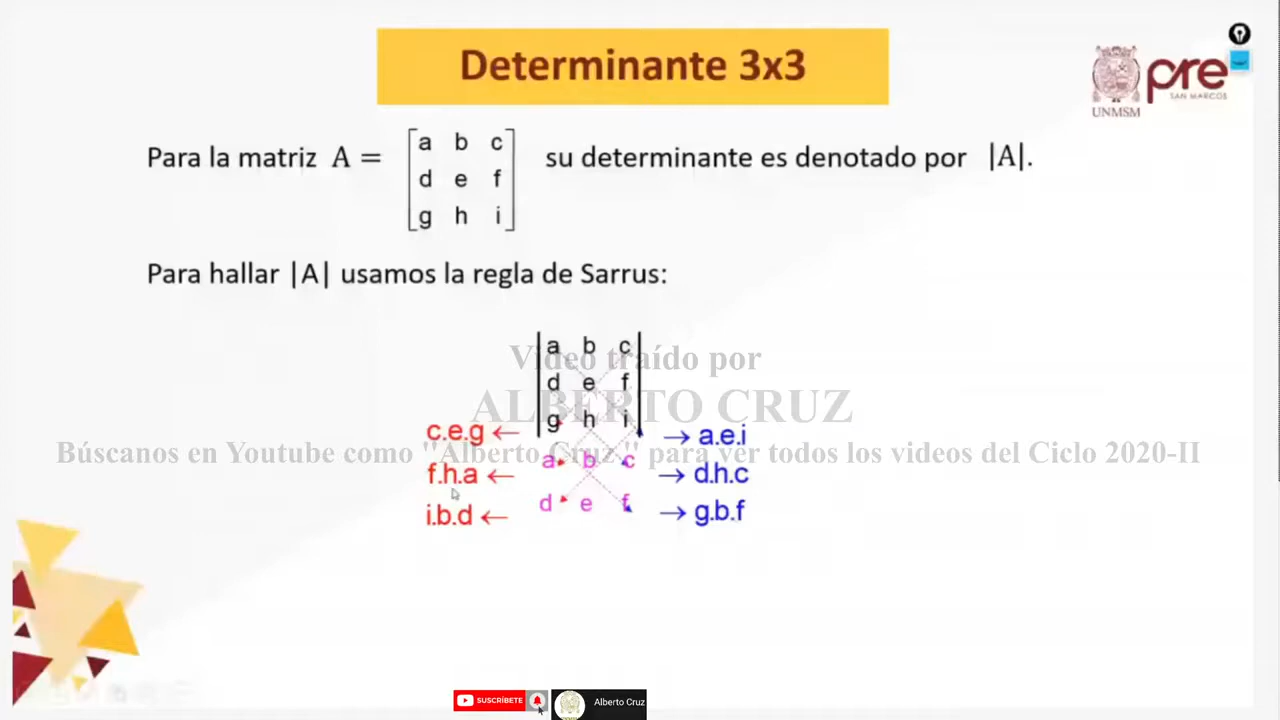 Determinante 3x3
pre
SAN MARCOS
UNMSM
Para la matriz A = a b c su determinante es denotado por |A|.
d e f
g h i
Para hallar |A| usamos la regla de Sarrus:
a b c
Video traído por
d e f
ALBERTO CRUZ
g h i
c.e.g ← → a.e.i
Búscanos en Youtube como "Alberto Cruz" para ver todos los videos del Ciclo 2020-II
f.h.a ← a b c → d.h.c
i.b.d ← d e f → g.b.f
SUSCRÍBETE
Alberto Cruz